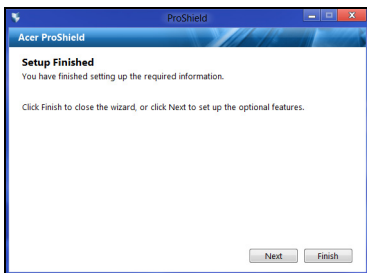 ProShield
Acer ProShield
Setup Finished
You have finished setting up the required information.
Click Finish to close the wizard, or click Next to set up the optional features.
Next Finish